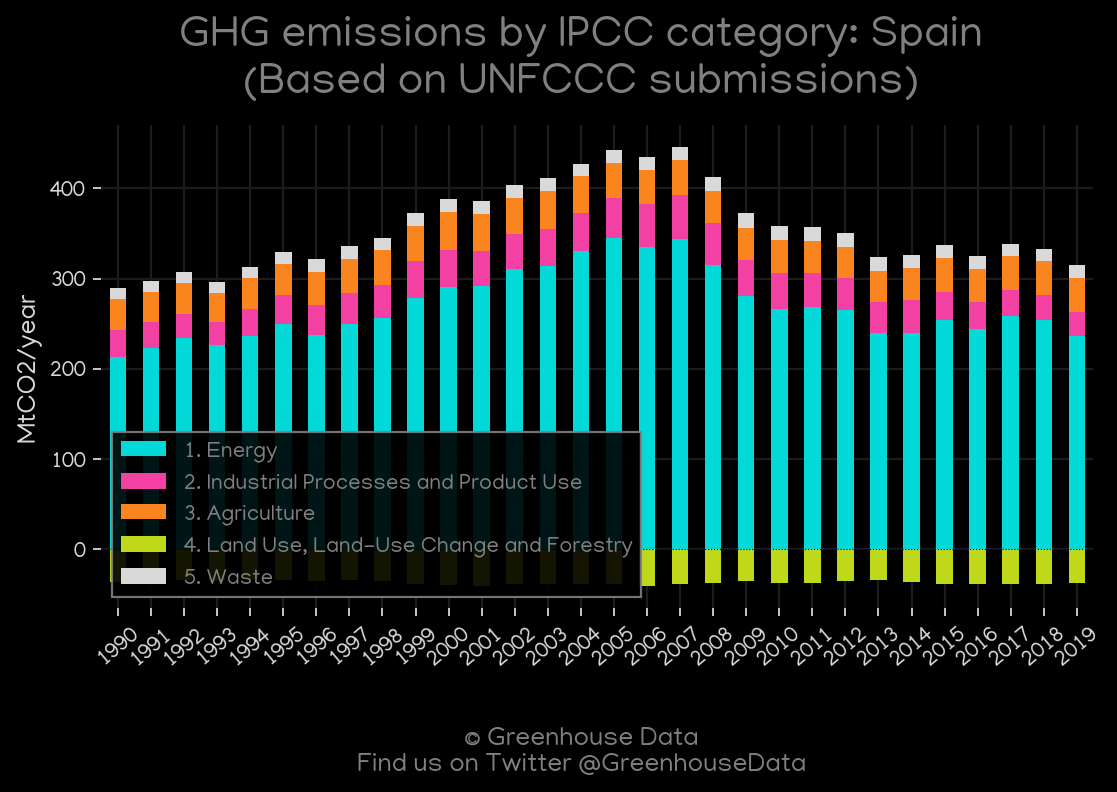 GHG emissions by IPCC category: Spain
(Based on UNFCCC submissions)
400
300
200
100
0
MtCO2/year
1. Energy
2. Industrial Processes and Product Use
3. Agriculture
4. Land Use, Land-Use Change and Forestry
5. Waste
1990 1991 1992 1993 1994 1995 1996 1997 1998 1999 2000 2001 2002 2003 2004 2005 2006 2007 2008 2009 2010 2011 2012 2013 2014 2015 2016 2017 2018 2019
© Greenhouse Data
Find us on Twitter @GreenhouseData